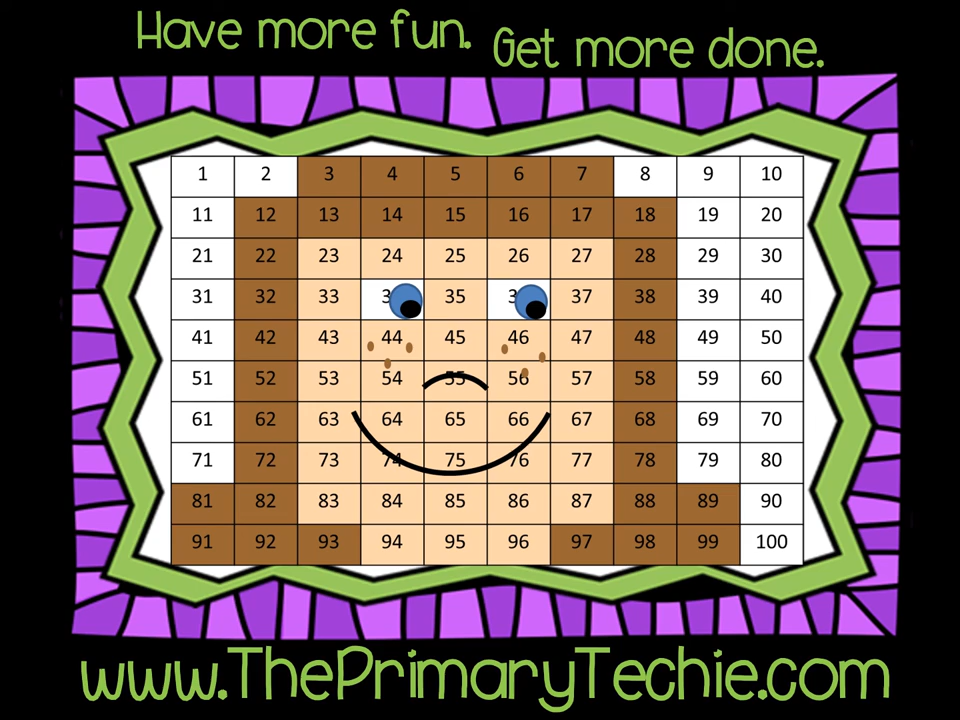 Have more fun. Get more done.
1 2 3 4 5 6 7 8 9 10
11 12 13 14 15 16 17 18 19 20
21 22 23 24 25 26 27 28 29 30
31 32 33 3 35 3 37 38 39 40
41 42 43 44 45 46 47 48 49 50
51 52 53 54 55 56 57 58 59 60
61 62 63 64 65 66 67 68 69 70
71 72 73 74 75 76 77 78 79 80
81 82 83 84 85 86 87 88 89 90
91 92 93 94 95 96 97 98 99 100
www.ThePrimaryTechie.com